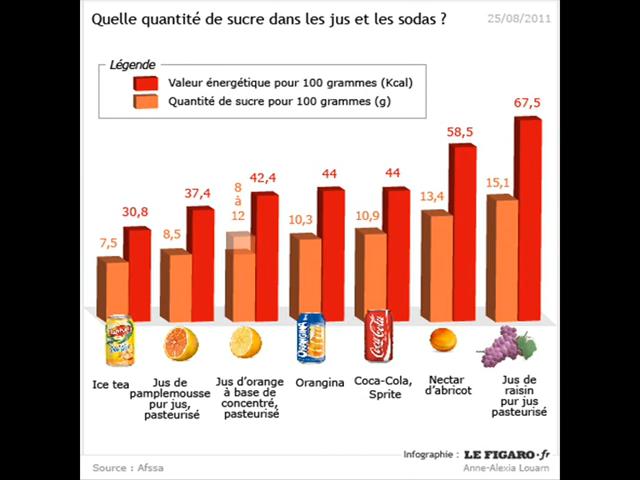 Quelle quantité de sucre dans les jus et les sodas ?
25/08/2011
Légende
Valeur énergétique pour 100 grammes (Kcal)
Quantité de sucre pour 100 grammes (g)
7,5
30,8
8,5
37,4
8
à
12
42,4
10,3
44
10,9
44
13,4
58,5
15,1
67,5
ORANGINA
Coca-Cola
Ice tea
Jus de
pamplemousse
pur jus,
pasteurisé
Jus d'orange
à base de
concentré,
pasteurisé
Orangina
Coca-Cola,
Sprite
Nectar
d'abricot
Jus de
raisin
pur jus
pasteurisé
Infographie : LE FIGARO·fr
Source : Afssa
Anne-Alexia Louarn